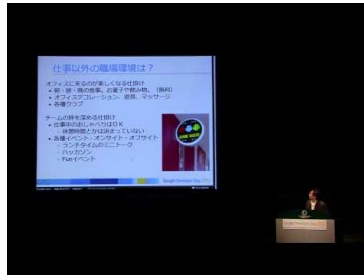 仕事以外の職場環境は？
オフィスに来るのが楽しくなる仕掛け
• 朝・昼・晩の食事、お菓子や飲み物。（無料）
• オフィスデコレーション、遊具、マッサージ
• 各種クラブ
チームの絆を深める仕掛け
• 仕事中のおしゃべりはOK
○ 休憩時間とかは決まっていない
• 各種イベント - オンサイト・オフサイト
○ ランチタイムのミニトーク
○ ハッカソン
○ Funイベント